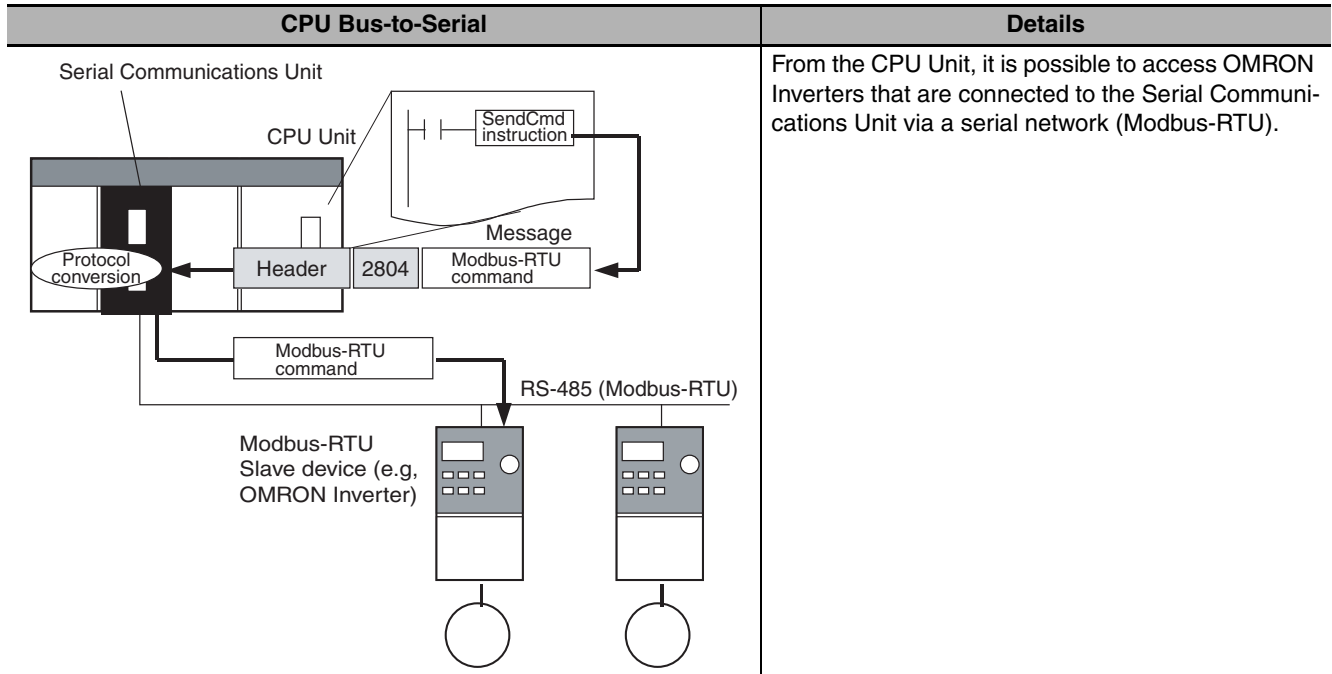 CPU Bus-to-Serial
Details
Serial Communications Unit
CPU Unit
SendCmd
instruction
Message
Protocol
conversion
Header
2804
Modbus-RTU
command
Modbus-RTU
command
RS-485 (Modbus-RTU)
Modbus-RTU
Slave device (e.g,
OMRON Inverter)
From the CPU Unit, it is possible to access OMRON
Inverters that are connected to the Serial Communi-
cations Unit via a serial network (Modbus-RTU).